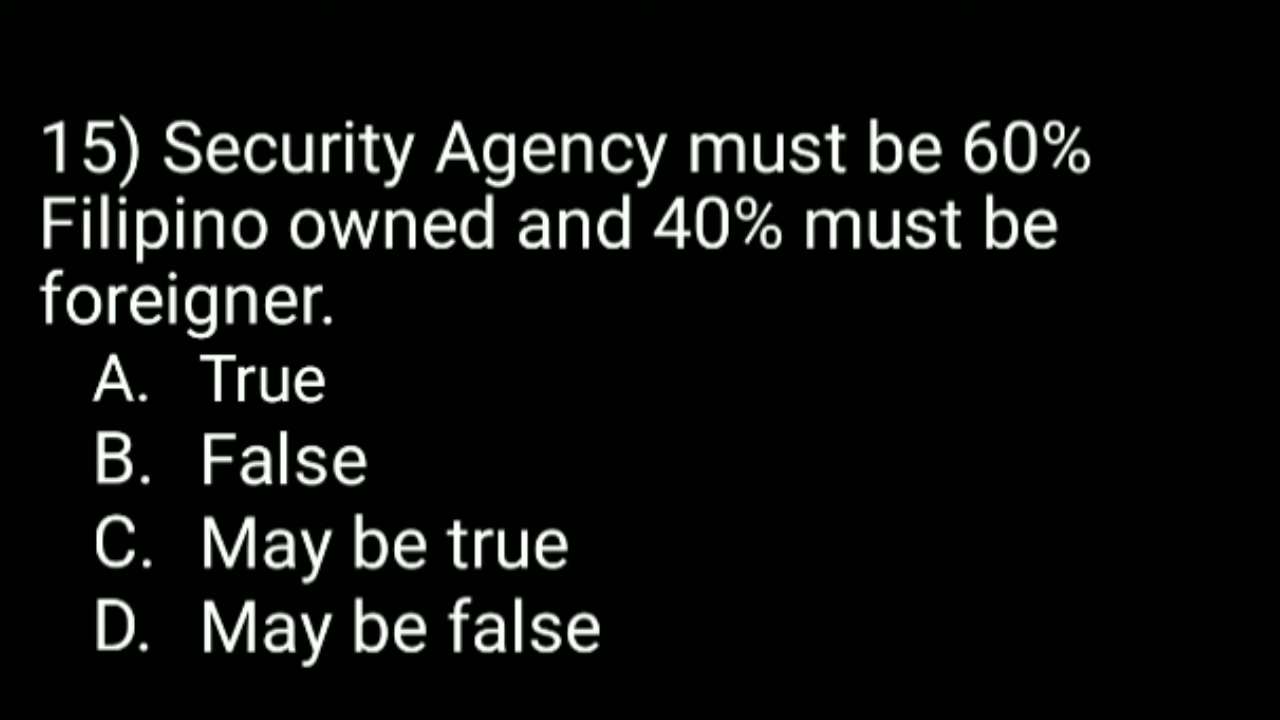 15) Security Agency must be 60%
Filipino owned and 40% must be
foreigner.
A. True
B. False
C. May be true
D. May be false